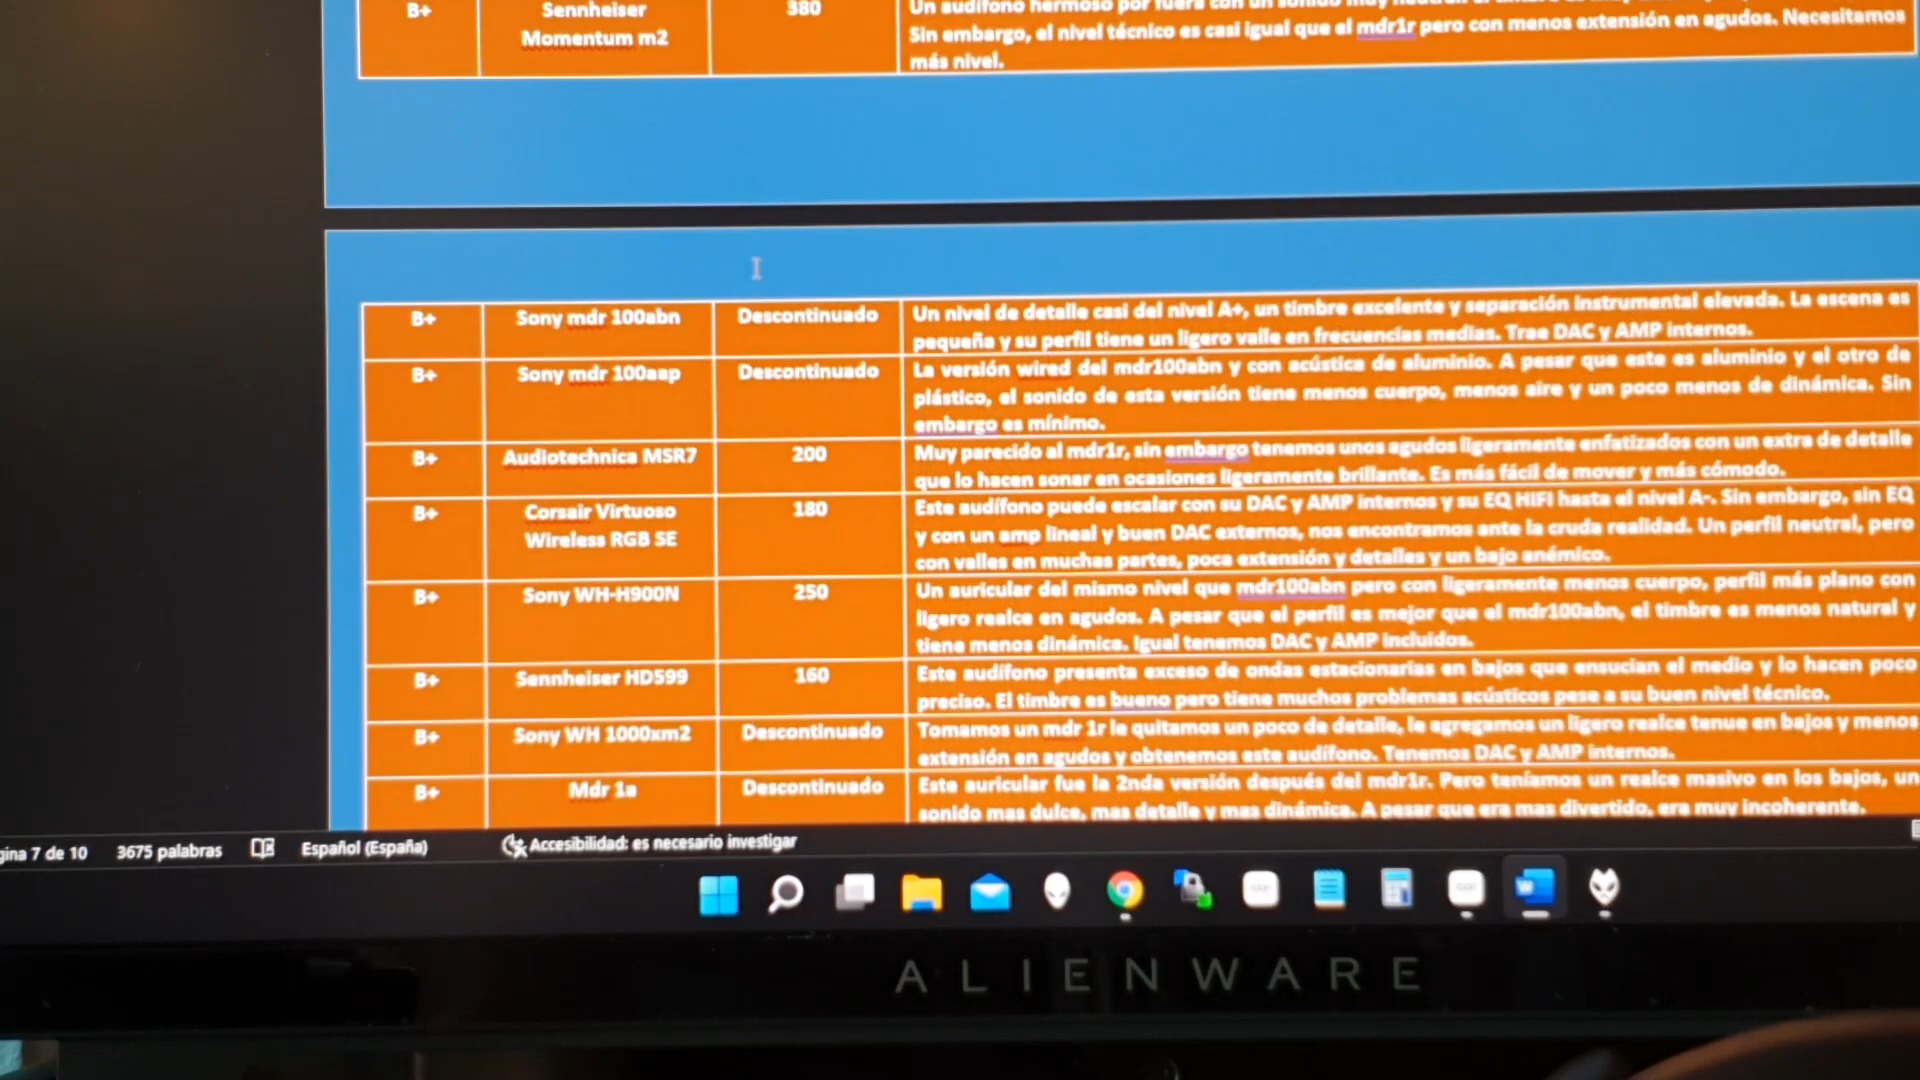 B+ Sennheiser Momentum m2 380 Un audífono hermoso por fuera con un sonido muy
Sin embargo, el nivel técnico es casi igual que el mdr1r pero con menos extensión en agudos. Necesitamos
más nivel.
B+ Sony mdr 100abn Descontinuado Un nivel de detalle casi del nivel A+, un timbre excelente y separación instrumental elevada. La escena es
pequeña y su perfil tiene un ligero valle en frecuencias medias. Trae DAC y AMP internos.
B+ Sony mdr 100aap Descontinuado La versión wired del mdr100abn y con acústica de aluminio. A pesar que este es aluminio y el otro de
plástico, el sonido de esta versión tiene menos cuerpo, menos aire y un poco menos de dinámica. Sin
embargo es mínimo.
B+ Audiotechnica MSR7 200 Muy parecido al mdr1r, sin embargo tenemos unos agudos ligeramente enfatizados con un extra de detalle
que lo hacen sonar en ocasiones ligeramente brillante. Es más fácil de mover y más cómodo.
B+ Corsair Virtuoso Wireless RGB SE 180 Este audífono puede escalar con su DAC y AMP internos y su EQ HIFI hasta el nivel A-. Sin embargo, sin EQ
y con un amp lineal y buen DAC externos, nos encontramos ante la cruda realidad. Un perfil neutral, pero
con valles en muchas partes, poca extensión y detalles y un bajo anémico.
B+ Sony WH-H900N 250 Un auricular del mismo nivel que mdr100abn pero con ligeramente menos cuerpo, perfil más plano con
ligero realce en agudos. A pesar que el perfil es mejor que el mdr100abn, el timbre es menos natural y
tiene menos dinámica. Igual tenemos DAC y AMP incluidos.
B+ Sennheiser HD599 160 Este audífono presenta exceso de ondas estacionarias en bajos que ensucian el medio y lo hacen poco
preciso. El timbre es bueno pero tiene muchos problemas acústicos pese a su buen nivel técnico.
B+ Sony WH 1000xm2 Descontinuado Tomamos un mdr 1r le quitamos un poco de detalle, le agregamos un ligero realce tenue en bajos y menos
extensión en agudos y obtenemos este audífono. Tenemos DAC y AMP internos.
B+ Mdr 1a Descontinuado Este auricular fue la 2nda versión después del mdr1r. Pero teníamos un realce masivo en los bajos, un
sonido mas dulce, mas detalle y mas dinámica. A pesar que era mas divertido, era muy incoherente.
gina 7 de 10 3675 palabras Español (España) Accesibilidad: es necesario investigar
ALIENWARE